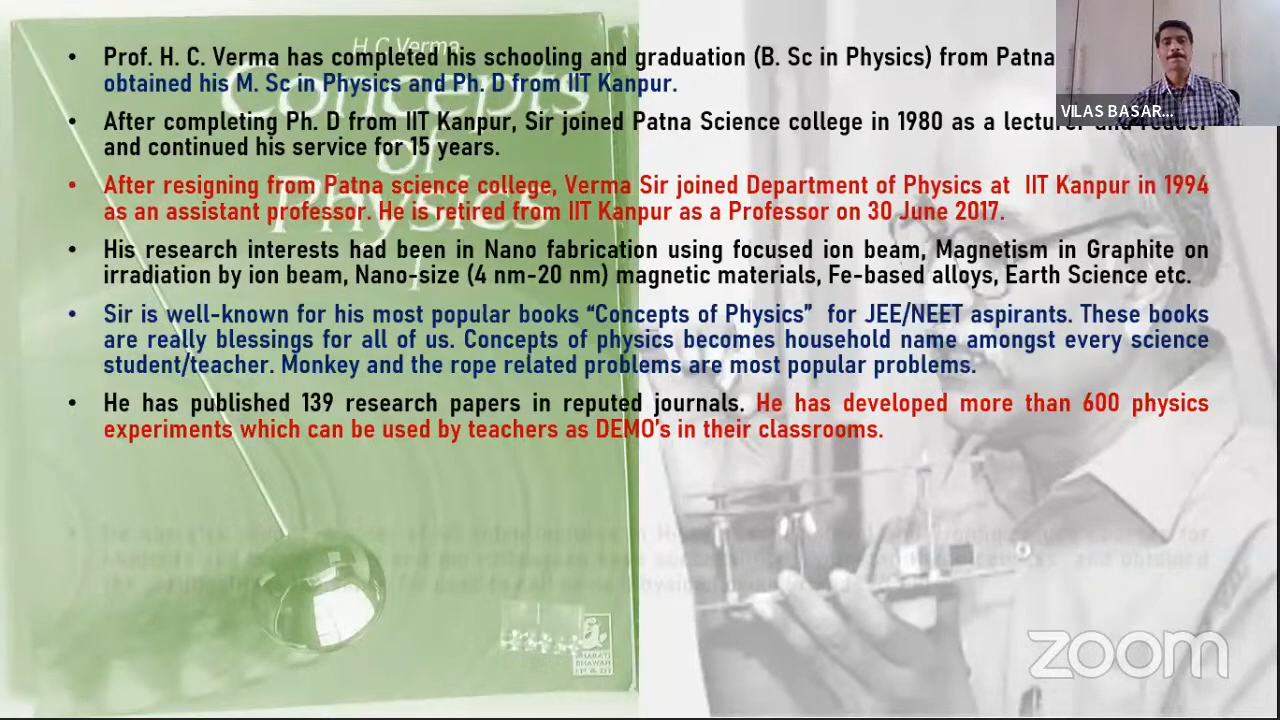 H C Verma
Concepts
of
Physics
• Prof. H. C. Verma has completed his schooling and graduation (B. Sc in Physics) from Patna
obtained his M. Sc in Physics and Ph. D from IIT Kanpur.
• After completing Ph. D from IIT Kanpur, Sir joined Patna Science college in 1980 as a lecturer and reader
and continued his service for 15 years.
• After resigning from Patna science college, Verma Sir joined Department of Physics at IIT Kanpur in 1994
as an assistant professor. He is retired from IIT Kanpur as a Professor on 30 June 2017.
• His research interests had been in Nano fabrication using focused ion beam, Magnetism in Graphite on
irradiation by ion beam, Nano-size (4 nm-20 nm) magnetic materials, Fe-based alloys, Earth Science etc.
• Sir is well-known for his most popular books “Concepts of Physics” for JEE/NEET aspirants. These books
are really blessings for all of us. Concepts of physics becomes household name amongst every science
student/teacher. Monkey and the rope related problems are most popular problems.
• He has published 139 research papers in reputed journals. He has developed more than 600 physics
experiments which can be used by teachers as DEMO’s in their classrooms.
VILAS BASAR...
1
BHARATI
BHAWAN
zoom